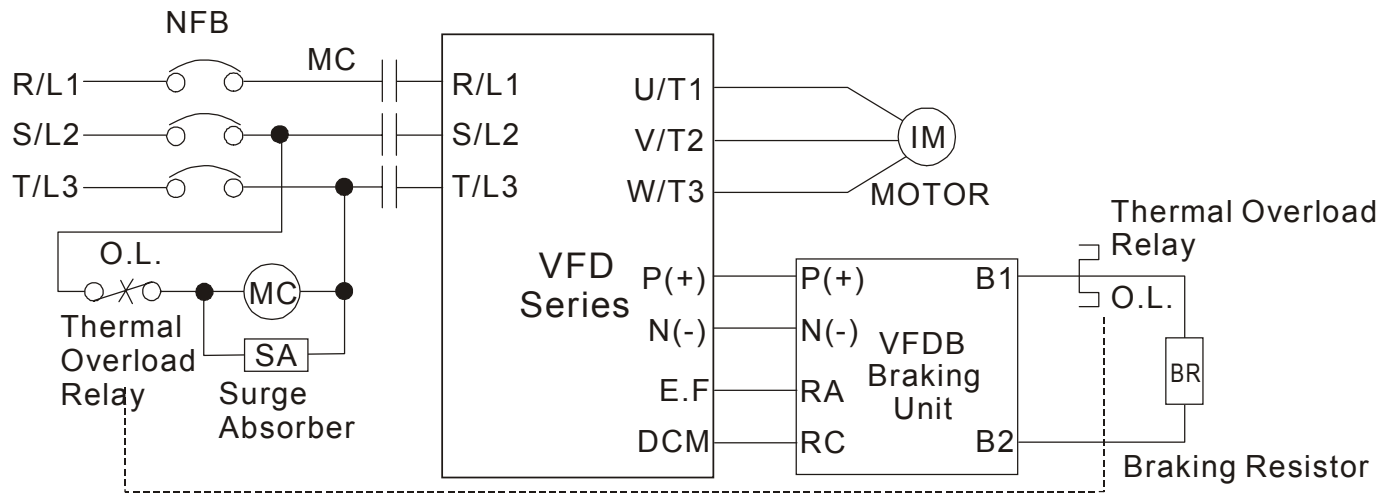 NFB
MC
R/L1
S/L2
T/L3
R/L1
S/L2
T/L3
U/T1
V/T2
W/T3
IM
MOTOR
O.L.
Thermal
Overload
Relay
MC
SA
Surge
Absorber
VFD
Series
P(+)
N(-)
E.F
DCM
P(+)
N(-)
RA
RC
VFDB
Braking
Unit
B1
B2
Thermal Overload
Relay
O.L.
BR
Braking Resistor